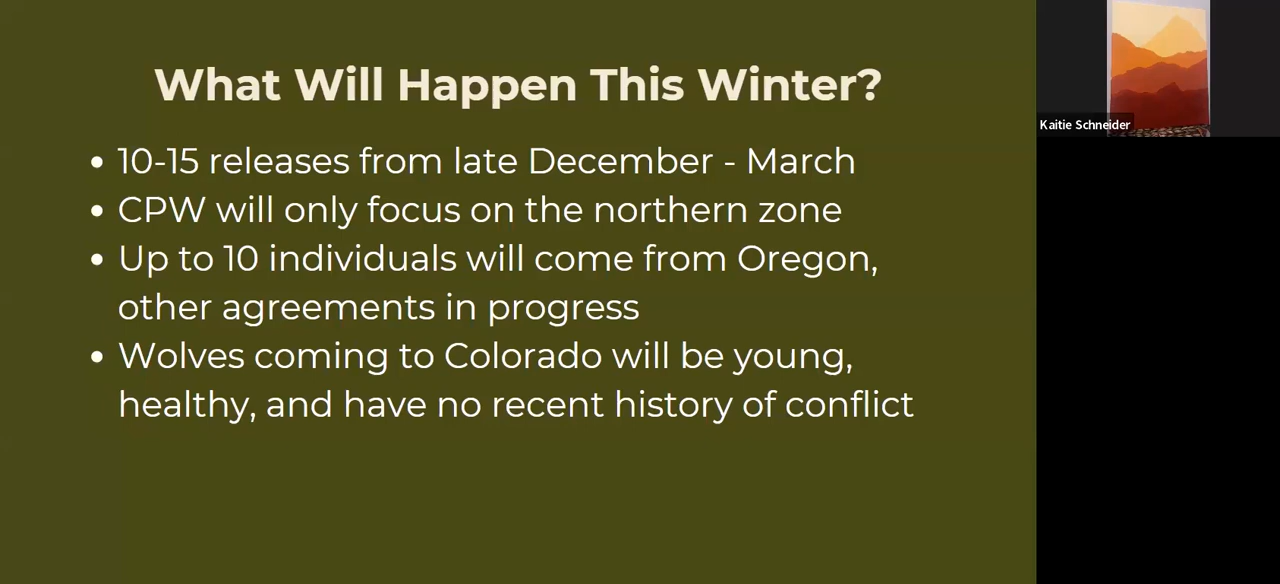 What Will Happen This Winter?
• 10-15 releases from late December - March
• CPW will only focus on the northern zone
• Up to 10 individuals will come from Oregon,
other agreements in progress
• Wolves coming to Colorado will be young,
healthy, and have no recent history of conflict
Kaitie Schneider